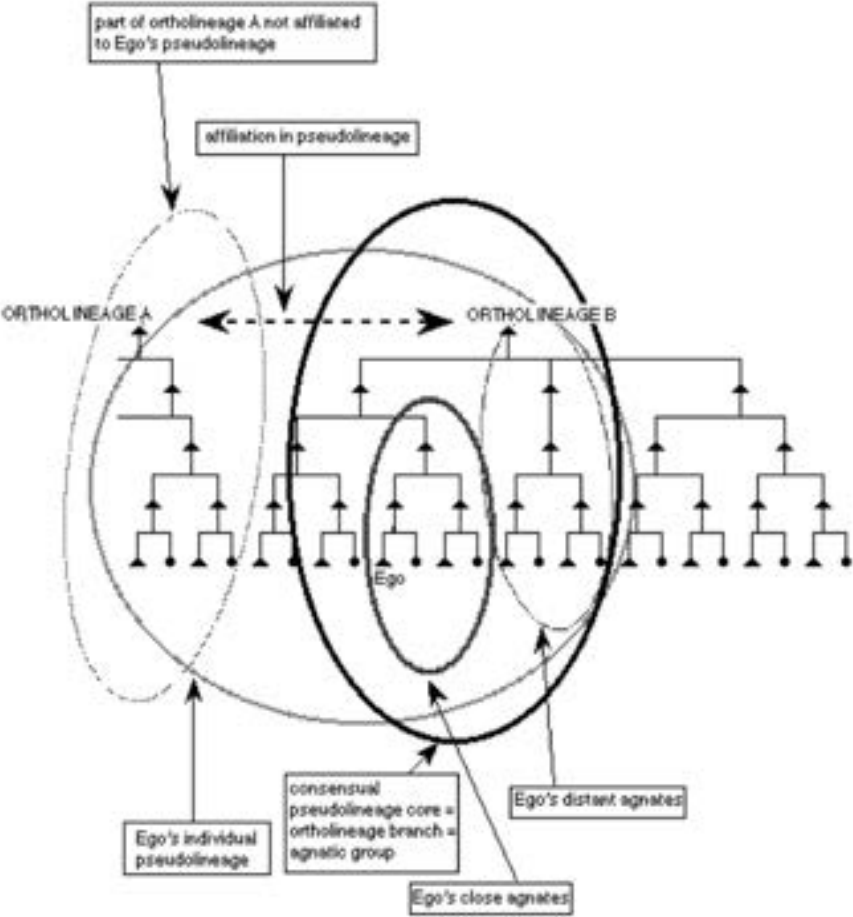 part of ortholineage A not affiliated
to Ego's pseudolineage
affiliation in pseudolineage
ORTHOLINEAGE A
ORTHOLINEAGE B
Ego
consensual
pseudolineage core =
ortholineage branch =
agnatic group
Ego's distant agnates
Ego's individual
pseudolineage
Ego's close agnates